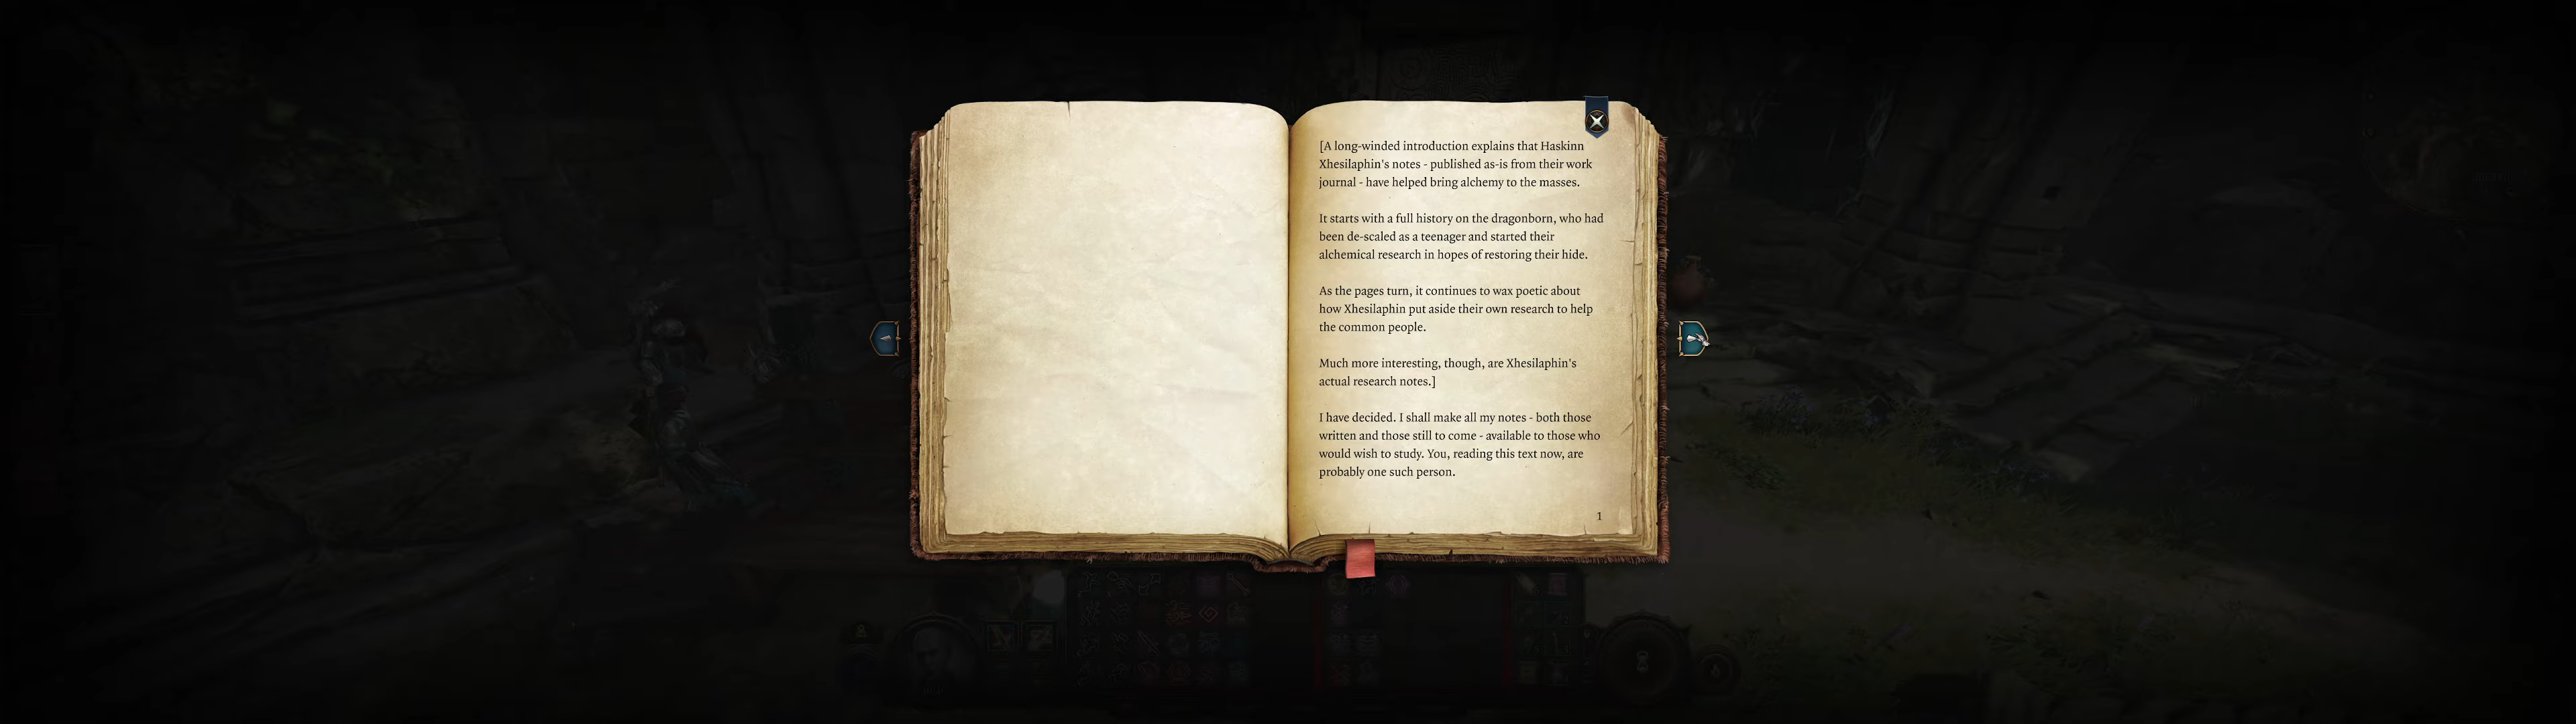 [A long-winded introduction explains that Haskinn
Xhesilaphin's notes - published as-is from their work
journal - have helped bring alchemy to the masses.
It starts with a full history on the dragonborn, who had
been de-scaled as a teenager and started their
alchemical research in hopes of restoring their hide.
As the pages turn, it continues to wax poetic about
how Xhesilaphin put aside their own research to help
the common people.
Much more interesting, though, are Xhesilaphin's
actual research notes.]
I have decided. I shall make all my notes - both those
written and those still to come - available to those who
would wish to study. You, reading this text now, are
probably one such person.
1